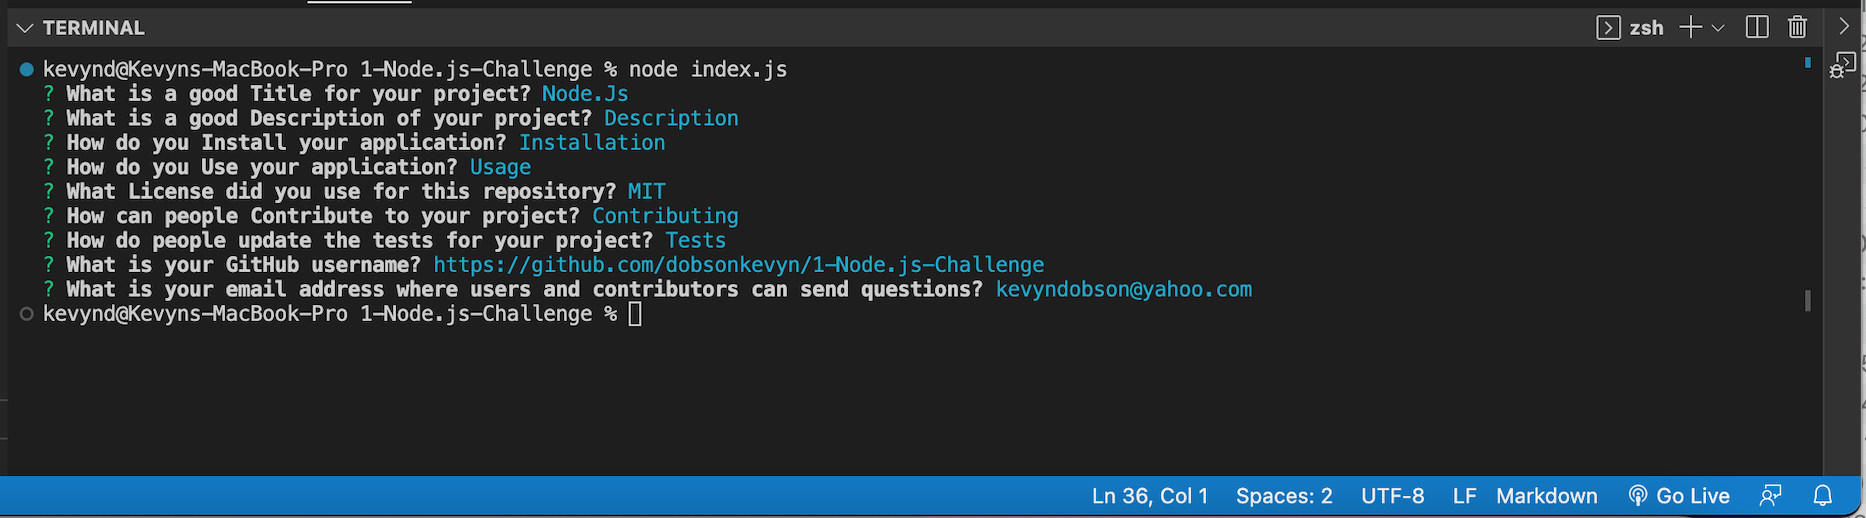 TERMINAL
zsh
kevynd@Kevyns-MacBook-Pro 1-Node.js-Challenge % node index.js
? What is a good Title for your project? Node.Js
? What is a good Description of your project? Description
? How do you Install your application? Installation
? How do you Use your application? Usage
? What License did you use for this repository? MIT
? How can people Contribute to your project? Contributing
? How do people update the tests for your project? Tests
? What is your GitHub username? https://github.com/dobsonkevyn/1-Node.js-Challenge
? What is your email address where users and contributors can send questions? kevyndobson@yahoo.com
kevynd@Kevyns-MacBook-Pro 1-Node.js-Challenge %
Ln 36, Col 1 Spaces: 2 UTF-8 LF Markdown Go Live